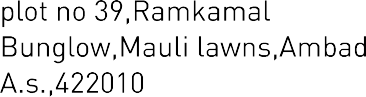 plot no 39,Ramkamal
Bunglow,Mauli lawns,Ambad
A.s.,422010